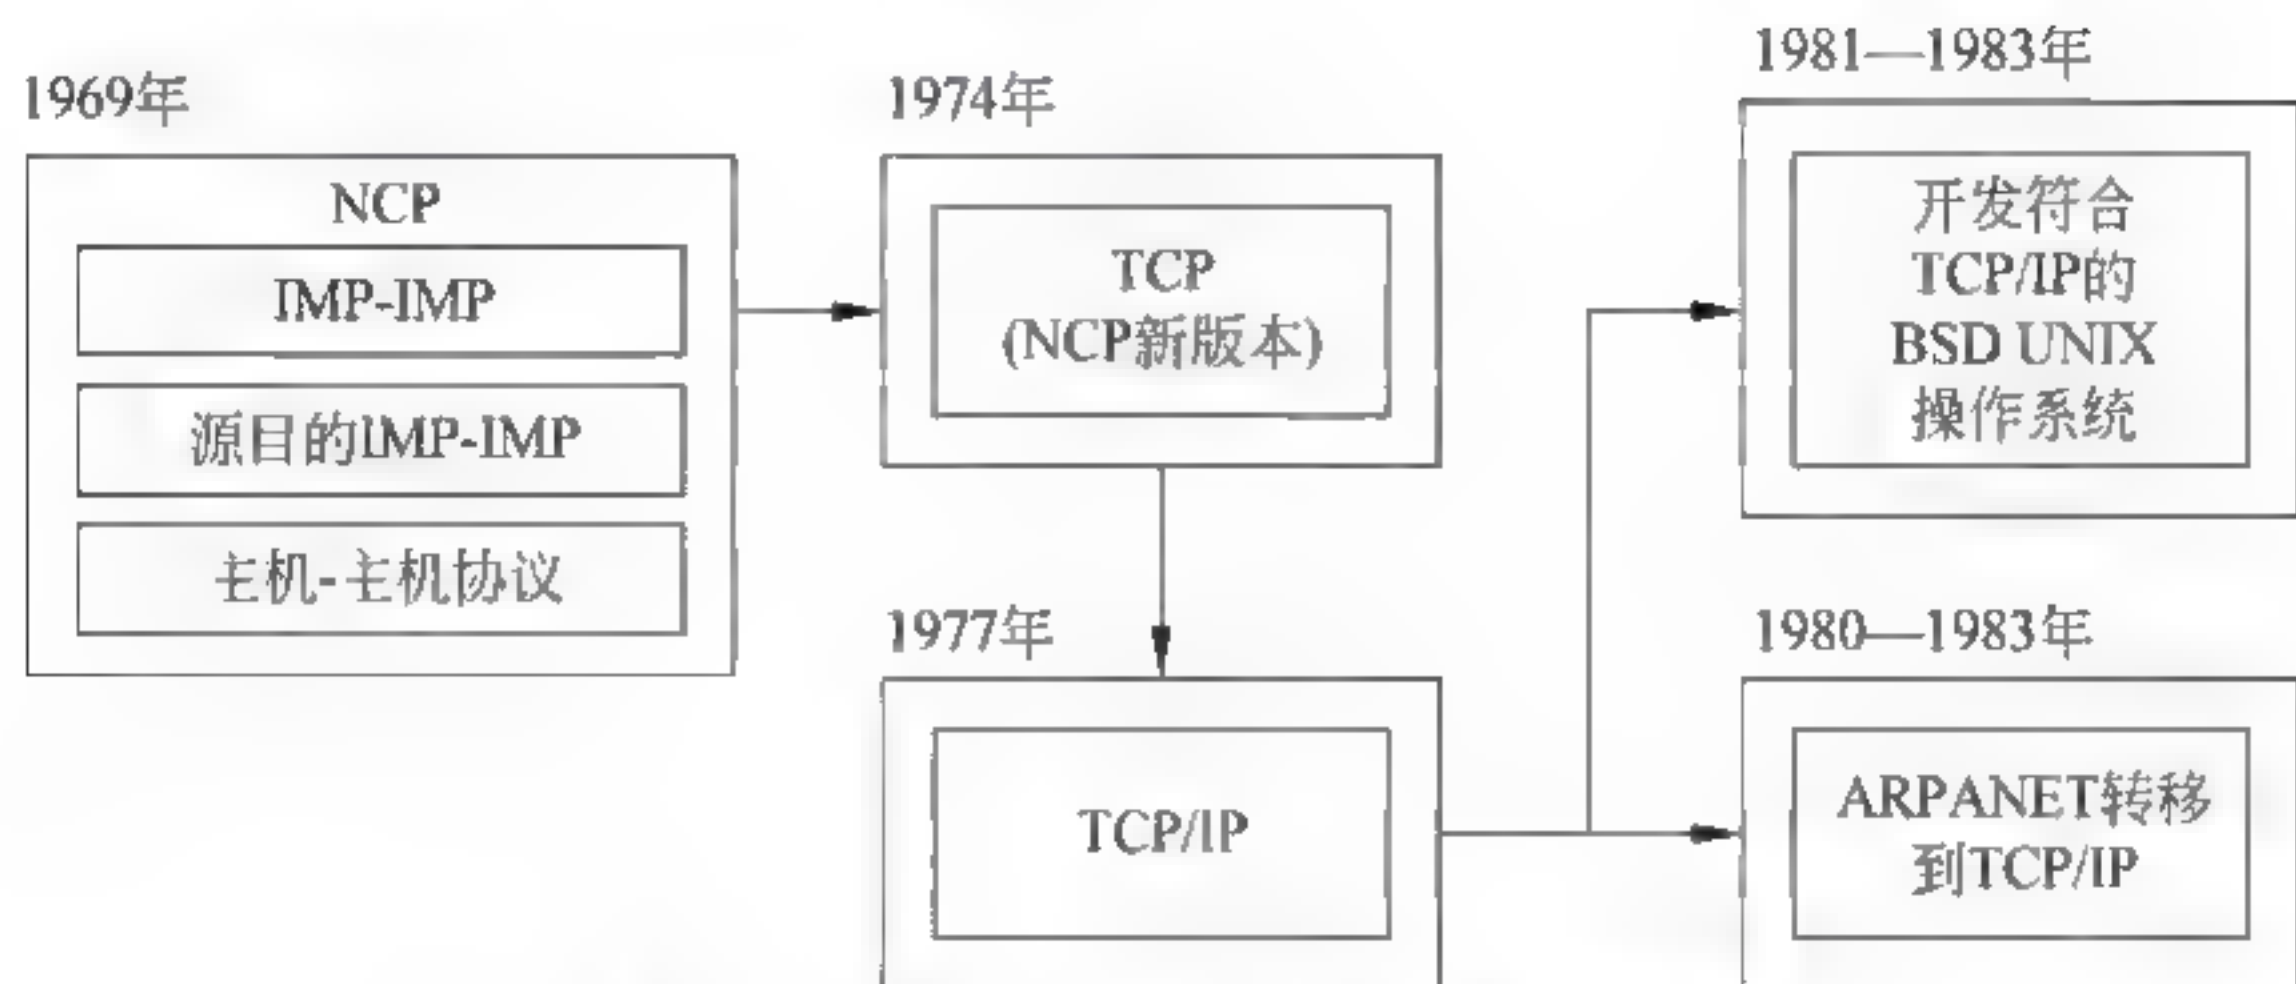 1969年
NCP
IMP-IMP
源目的IMP-IMP
主机-主机协议
1974年
TCP
(NCP新版本)
1977年
TCP/IP
1981—1983年
开发符合
TCP/IP的
BSD UNIX
操作系统
1980—1983年
ARPANET转移
到TCP/IP